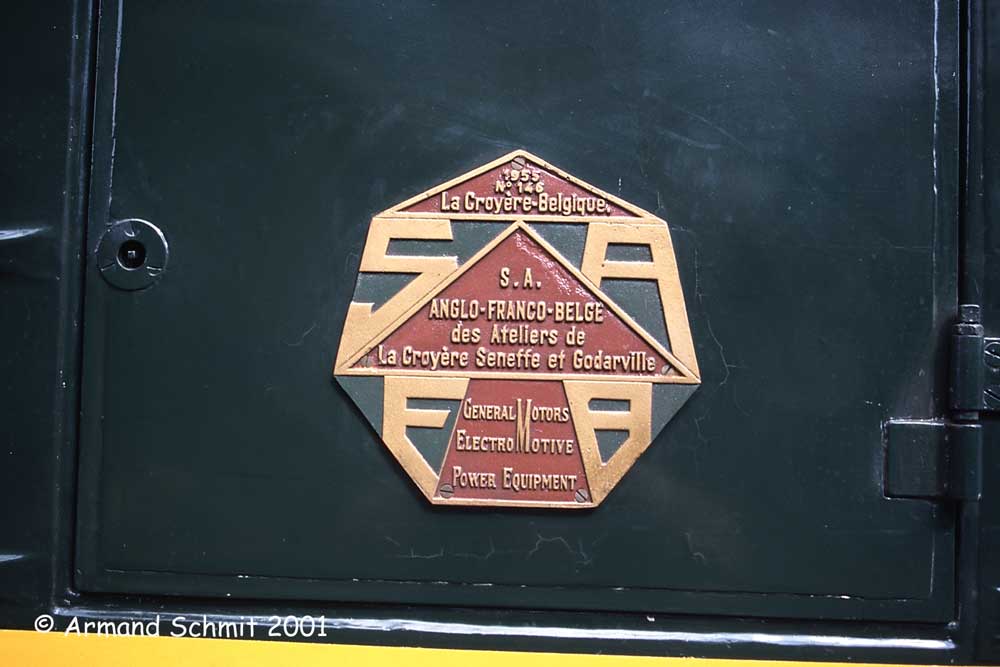 1955
Nº 146
La Croyère-Belgique.
S A
S.A.
ANGLO-FRANCO-BELGE
des Ateliers de
La Croyère Seneffe et Godarville
F B
GENERAL MOTORS
ELECTRO MOTIVE
POWER EQUIPMENT
© Armand Schmit 2001